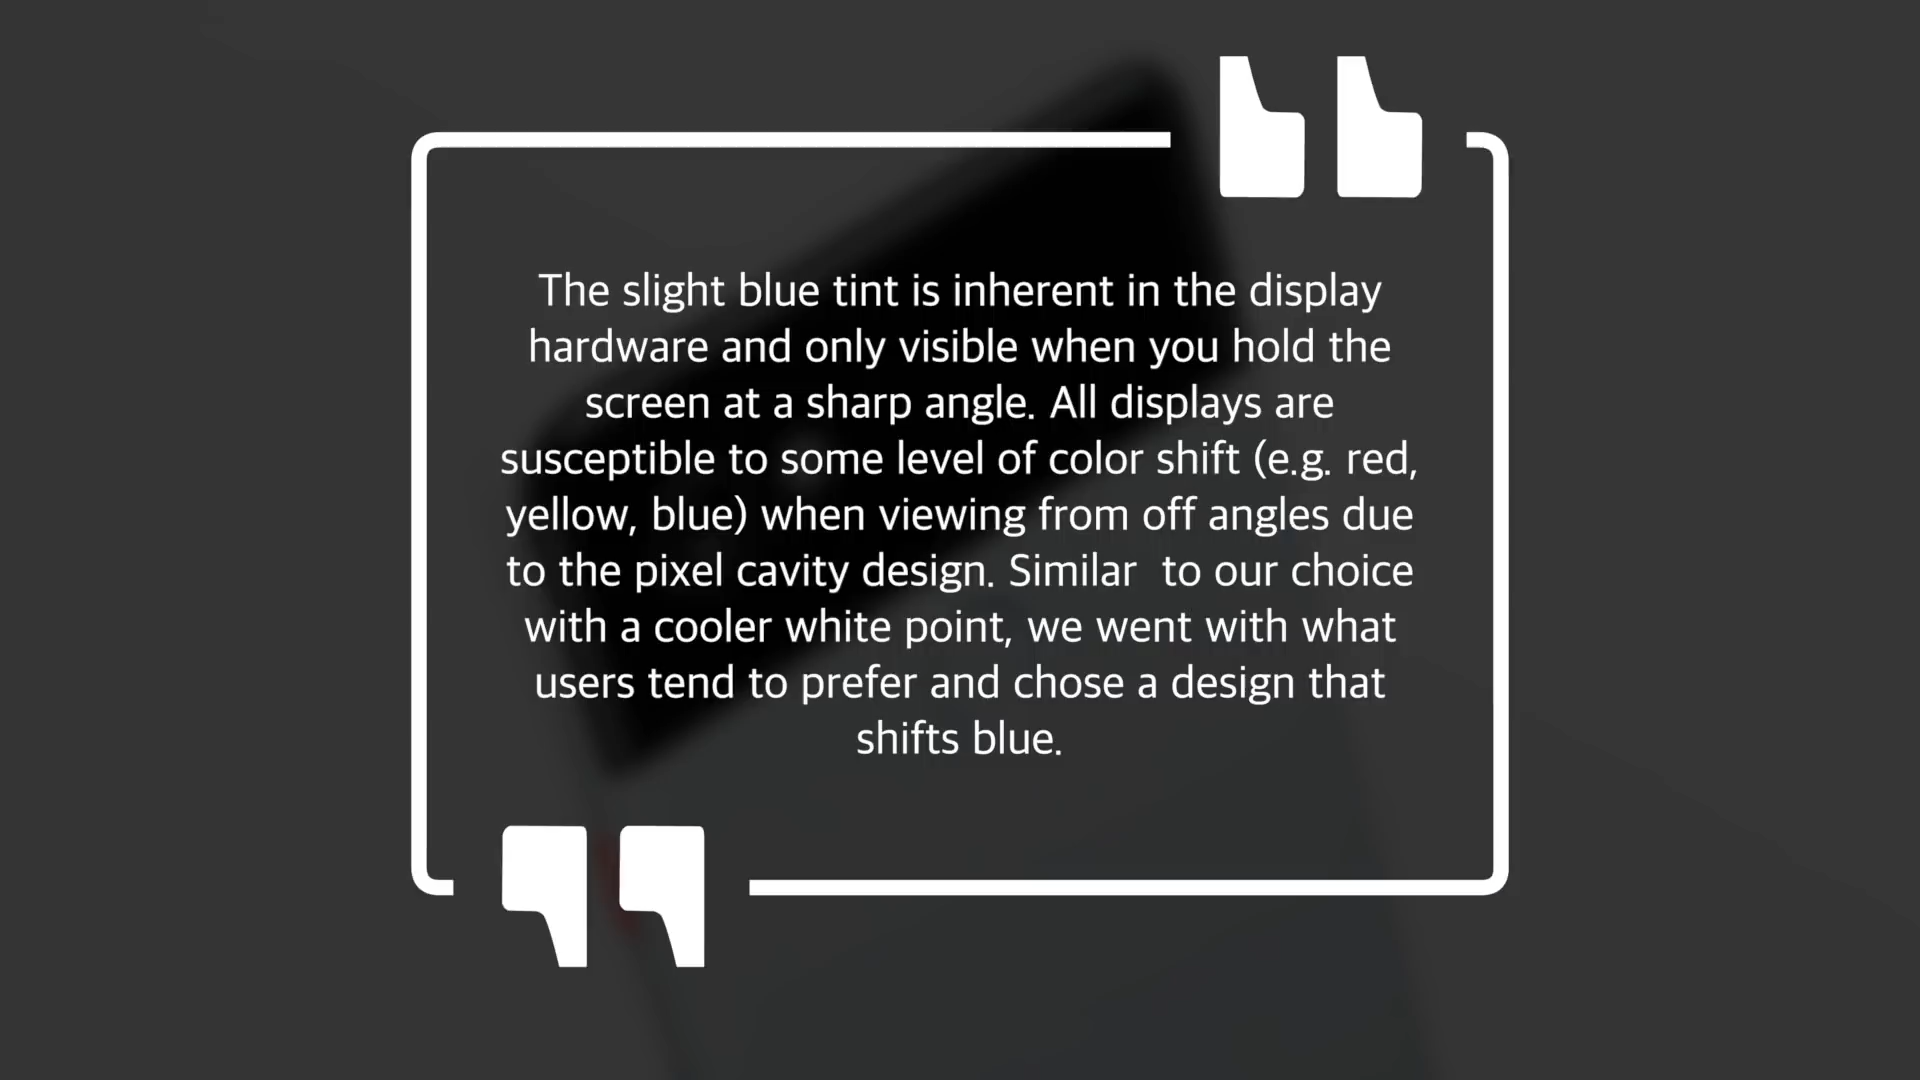 The slight blue tint is inherent in the display
hardware and only visible when you hold the
screen at a sharp angle. All displays are
susceptible to some level of color shift (e.g. red,
yellow, blue) when viewing from off angles due
to the pixel cavity design. Similar  to our choice
with a cooler white point, we went with what
users tend to prefer and chose a design that
shifts blue.